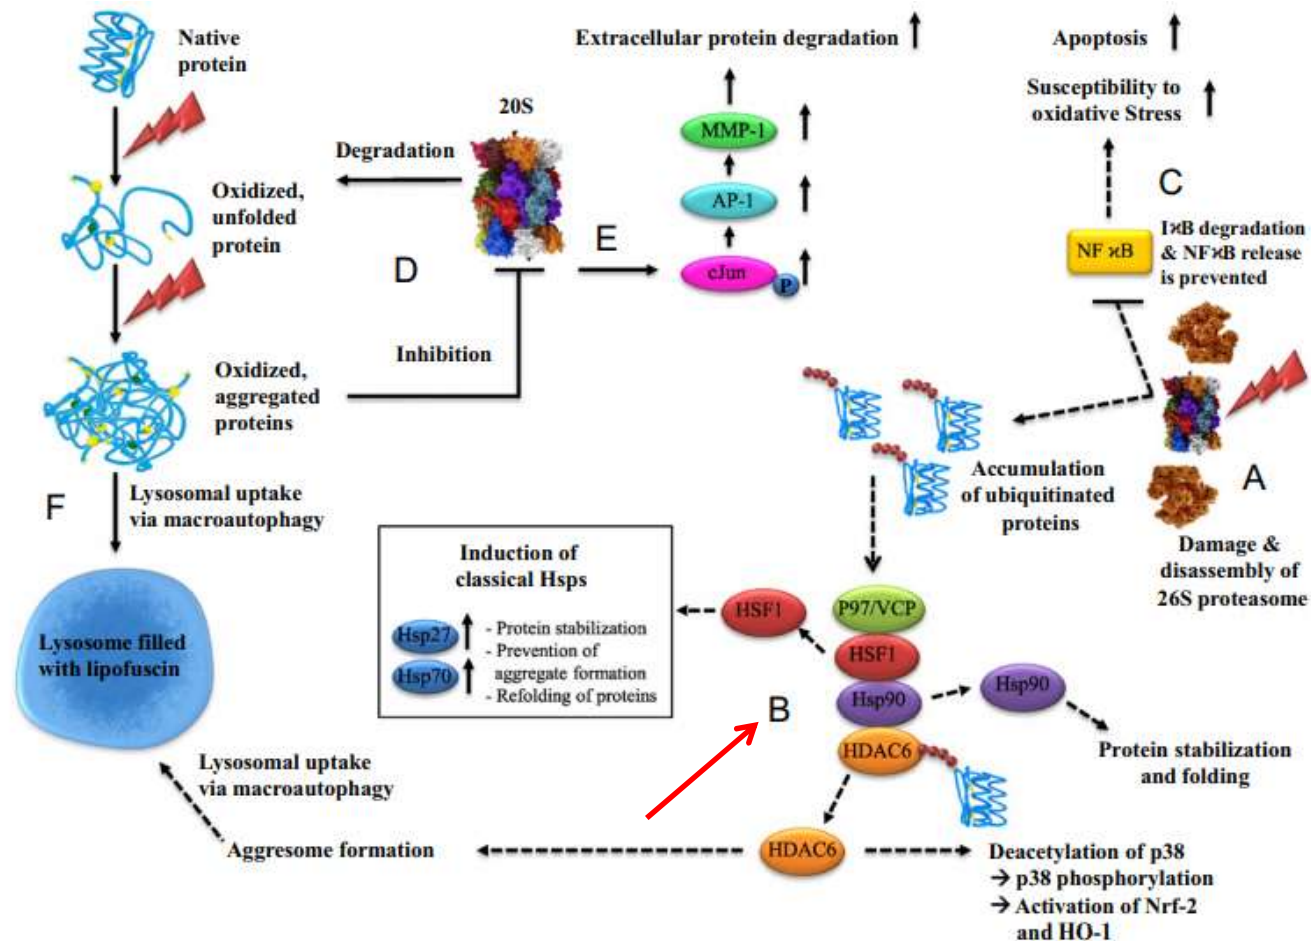 Native
protein
Oxidized,
unfolded
protein
Oxidized,
aggregated
proteins
F
Lysosomal uptake
via macroautophagy
Lysosome filled
with lipofuscin
Lysosomal uptake
via macroautophagy
Aggresome formation
Degradation
D
Inhibition
20S
E
Extracellular protein degradation
MMP-1
AP-1
cJun
P
Apoptosis
Susceptibility to
oxidative Stress
C
NF ϰB
IϰB degradation
& NFϰB release
is prevented
A
Damage &
disassembly of
26S proteasome
Accumulation
of ubiquitinated
proteins
Induction of
classical Hsps
Hsp27
Hsp70
- Protein stabilization
- Prevention of
aggregate formation
- Refolding of proteins
HSF1
P97/VCP
HSF1
Hsp90
HDAC6
B
Hsp90
Protein stabilization
and folding
HDAC6
Deacetylation of p38
→ p38 phosphorylation
→ Activation of Nrf-2
and HO-1